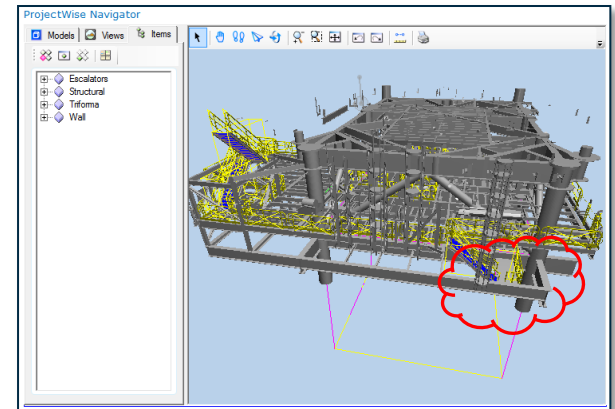 ProjectWise Navigator
Models Views Items
Escalators
Structural
Triforma
Wall